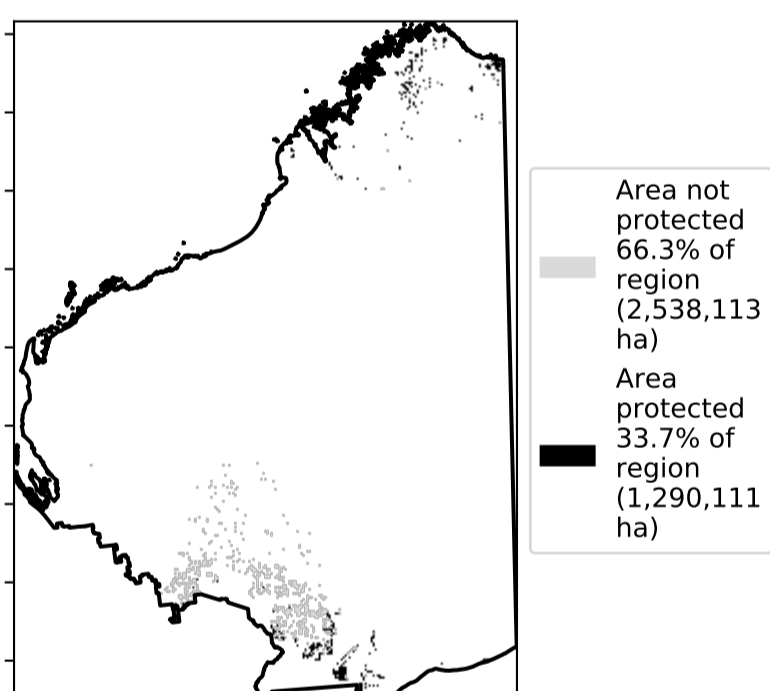 Area not
protected
66.3% of
region
(2,538,113
ha)
Area
protected
33.7% of
region
(1,290,111
ha)